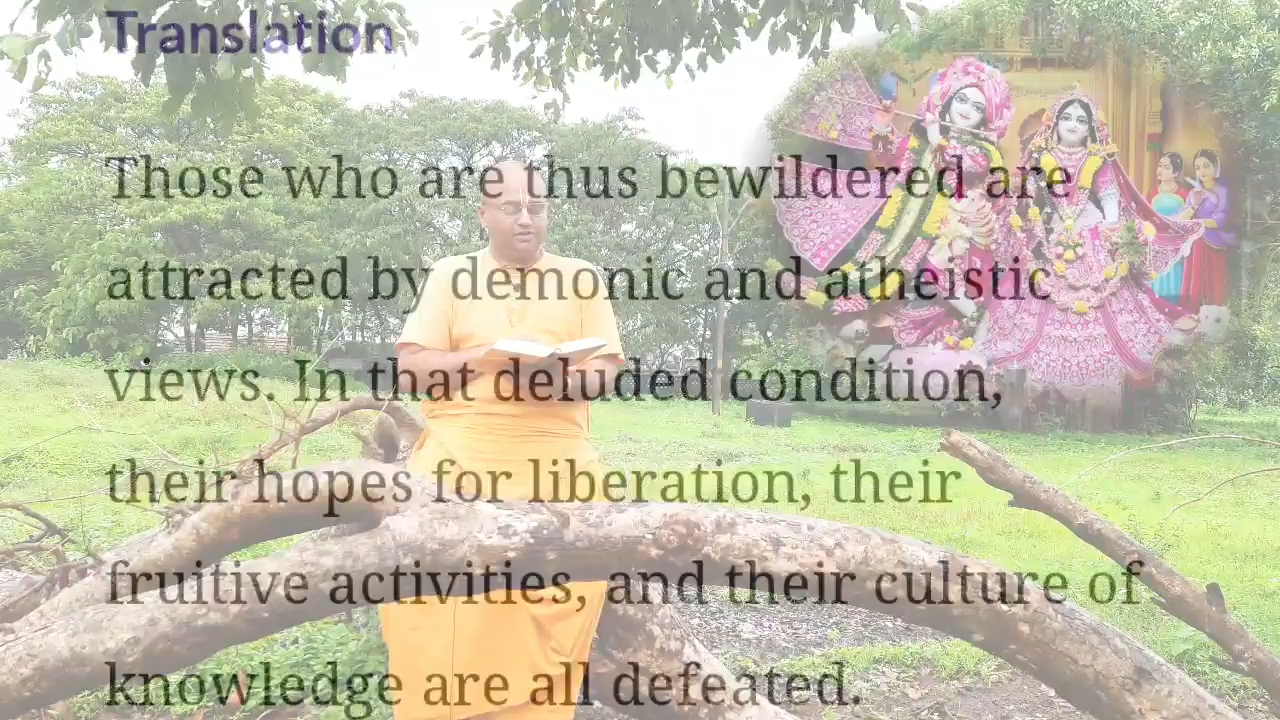 Translation
Those who are thus bewildered are
attracted by demonic and atheistic
views. In that deluded condition,
their hopes for liberation, their
fruitive activities, and their culture of
knowledge are all defeated.